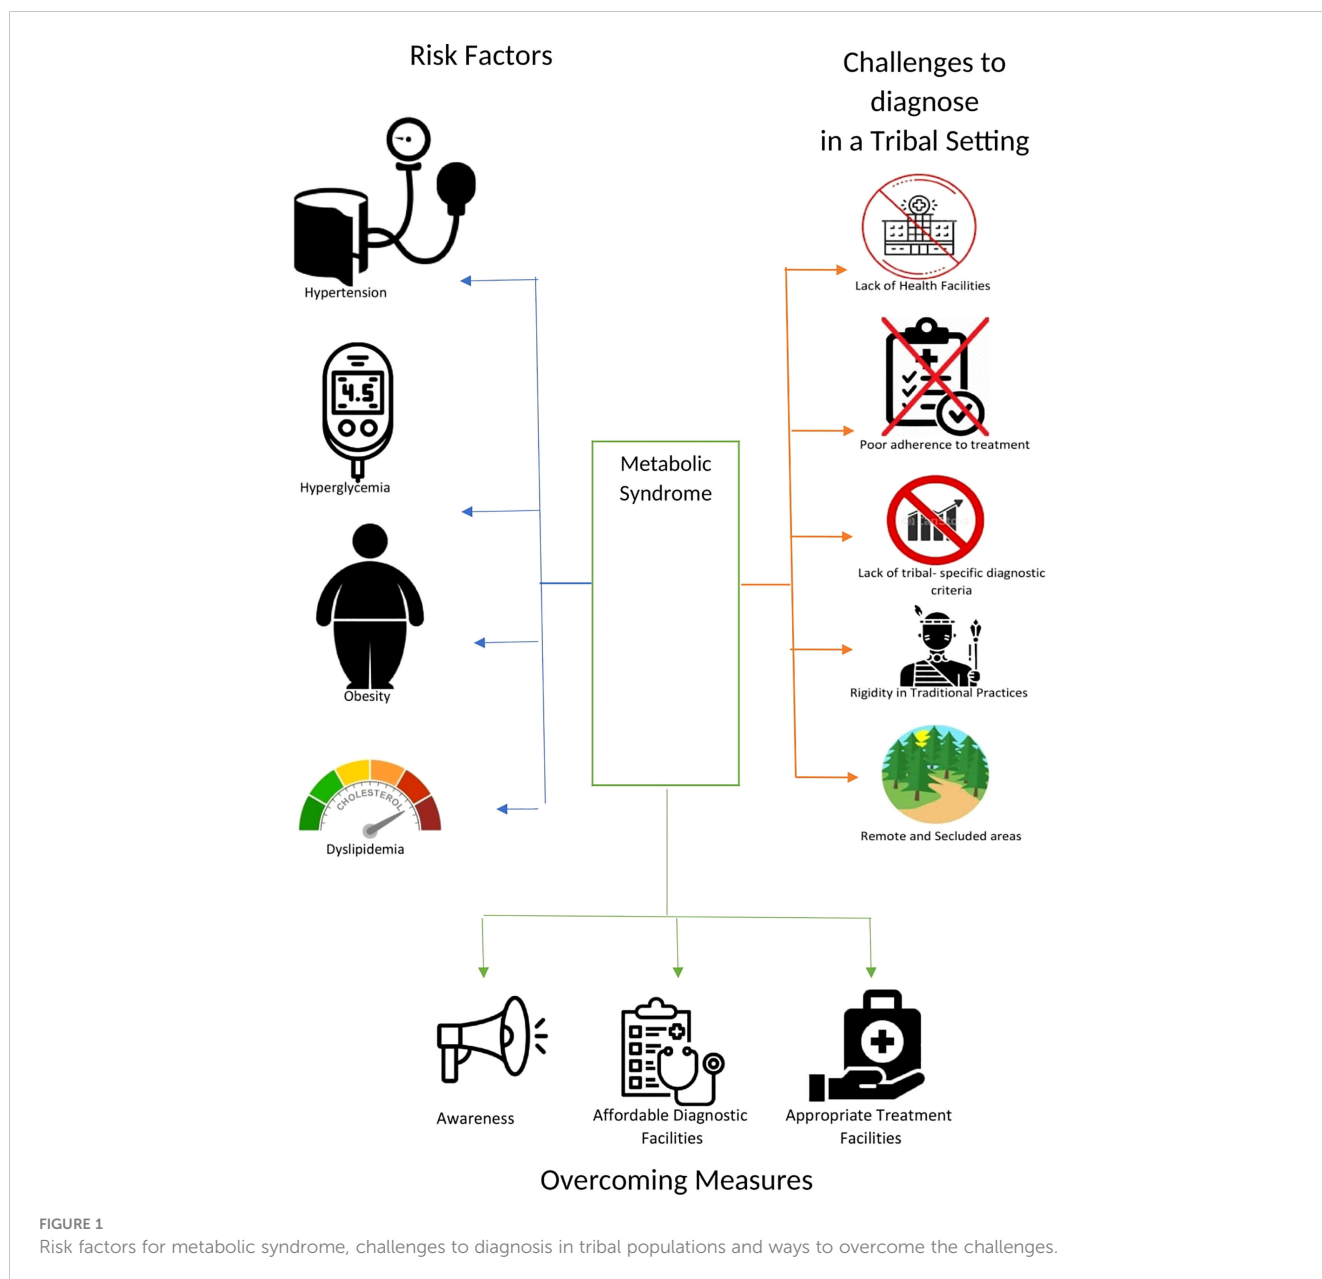 Risk Factors
Challenges to
diagnose
in a Tribal Setting
Hypertension
4.5
Hyperglycemia
Obesity
CHOLESTEROL
Dyslipidemia
Metabolic
Syndrome
Lack of Health Facilities
Poor adherence to treatment
Lack of tribal- specific diagnostic
criteria
Rigidity in Traditional Practices
Remote and Secluded areas
Awareness
Affordable Diagnostic
Facilities
Appropriate Treatment
Facilities
Overcoming Measures
FIGURE 1
Risk factors for metabolic syndrome, challenges to diagnosis in tribal populations and ways to overcome the challenges.